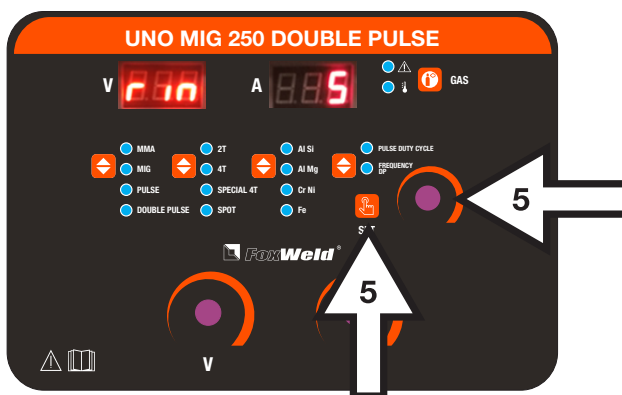 UNO MIG 250 DOUBLE PULSE
V rin A 5 GAS
MMA 2T Al Si PULSE DUTY CYCLE
MIG 4T Al Mg FREQUENCY DP
PULSE SPECIAL 4T Cr Ni
DOUBLE PULSE SPOT Fe
5
FoxWeld®
5
V